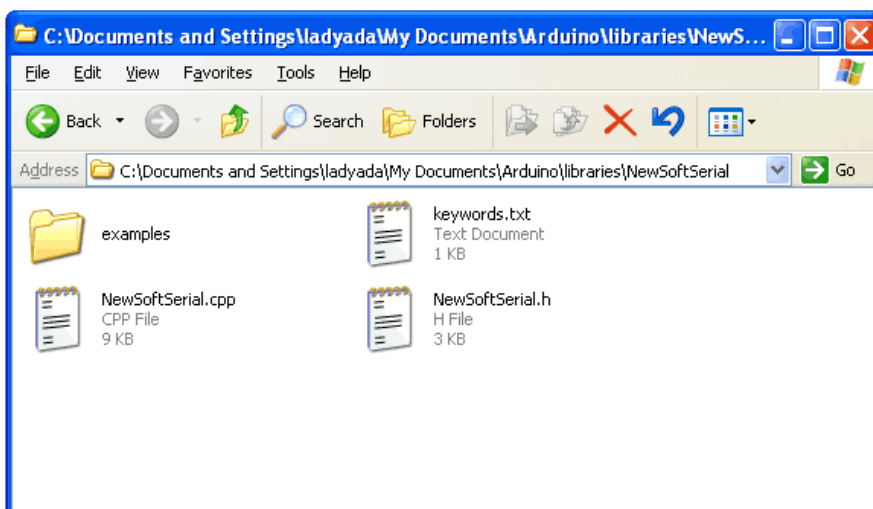 C:\Documents and Settings\ladyada\My Documents\Arduino\libraries\NewS...
File Edit View Favorites Tools Help
Back Search Folders
Address C:\Documents and Settings\ladyada\My Documents\Arduino\libraries\NewSoftSerial Go
examples
keywords.txt
Text Document
1 KB
NewSoftSerial.cpp
CPP File
9 KB
NewSoftSerial.h
H File
3 KB